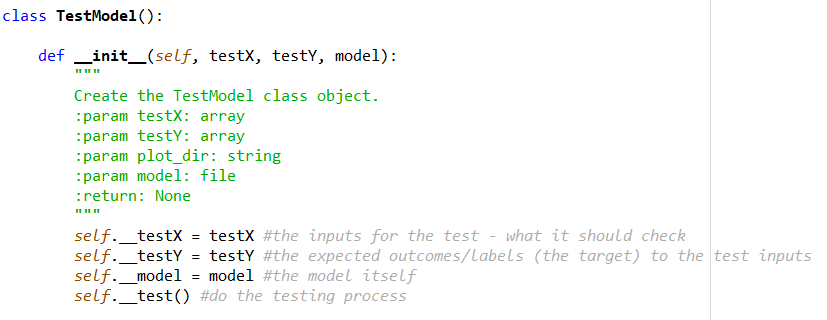 class TestModel():
def __init__(self, testX, testY, model):
"""
Create the TestModel class object.
:param testX: array
:param testY: array
:param plot_dir: string
:param model: file
:return: None
"""
self.__testX = testX #the inputs for the test - what it should check
self.__testY = testY #the expected outcomes/labels (the target) to the test inputs
self.__model = model #the model itself
self.__test() #do the testing process